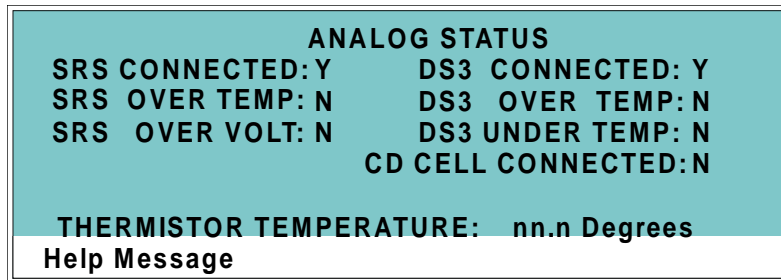 ANALOG STATUS
SRS CONNECTED: Y DS3 CONNECTED: Y
SRS OVER TEMP: N DS3 OVER TEMP: N
SRS OVER VOLT: N DS3 UNDER TEMP: N
CD CELL CONNECTED: N
THERMISTOR TEMPERATURE: nn.n Degrees
Help Message